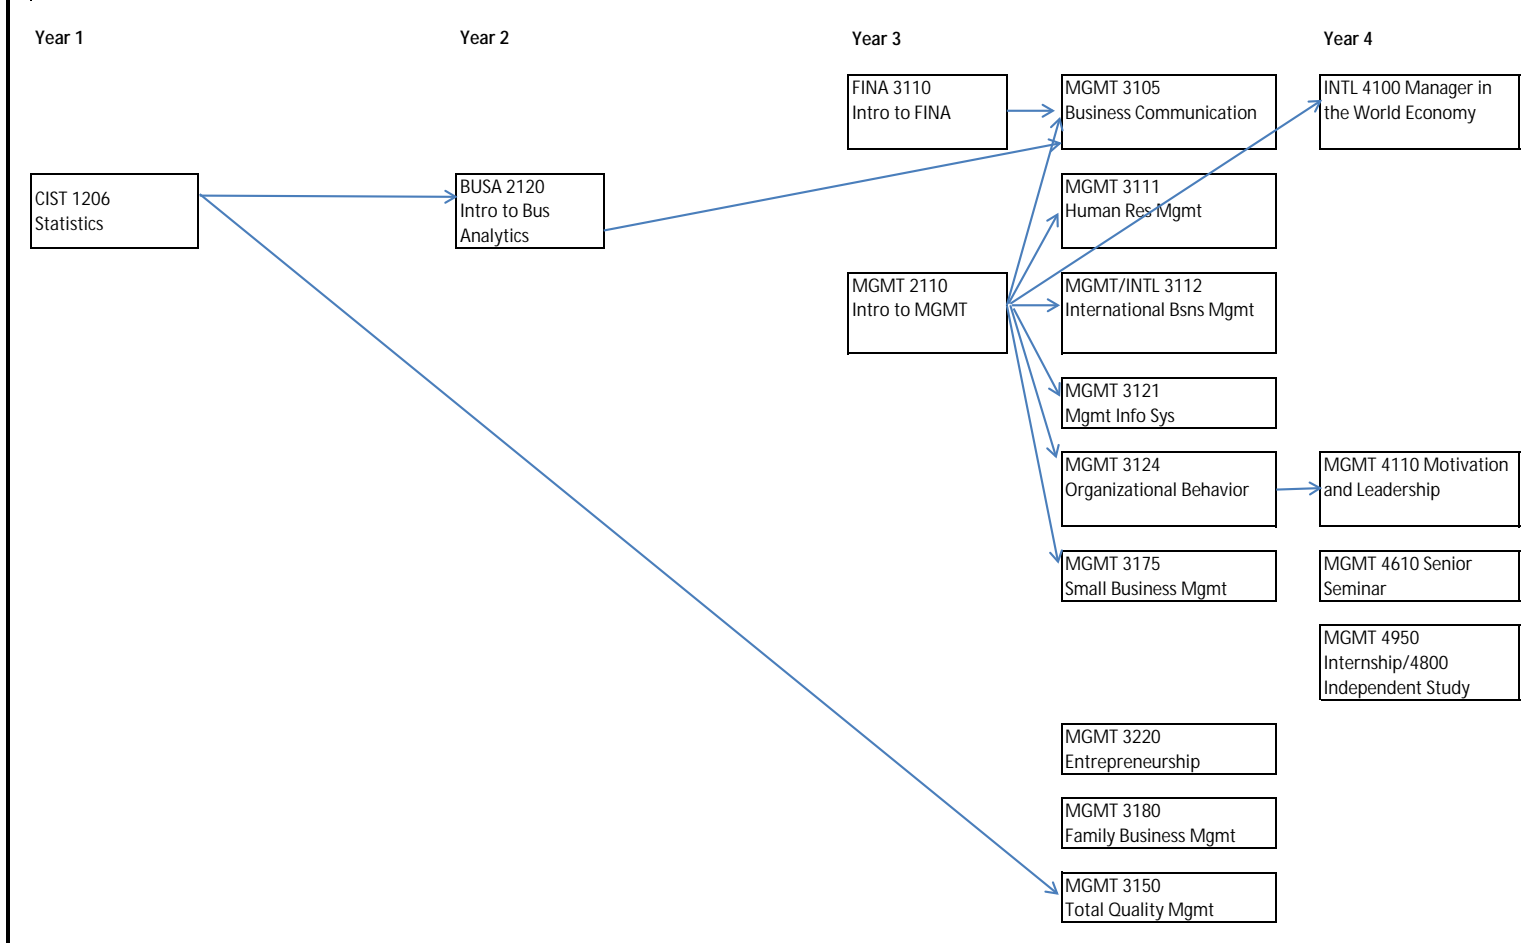 Year 1
Year 2
Year 3
Year 4
FINA 3110
Intro to FINA
MGMT 3105
Business Communication
INTL 4100 Manager in
the World Economy
CIST 1206
Statistics
BUSA 2120
Intro to Bus
Analytics
MGMT 3111
Human Res Mgmt
MGMT 2110
Intro to MGMT
MGMT/INTL 3112
International Bsns Mgmt
MGMT 3121
Mgmt Info Sys
MGMT 3124
Organizational Behavior
MGMT 4110 Motivation
and Leadership
MGMT 3175
Small Business Mgmt
MGMT 4610 Senior
Seminar
MGMT 4950
Internship/4800
Independent Study
MGMT 3220
Entrepreneurship
MGMT 3180
Family Business Mgmt
MGMT 3150
Total Quality Mgmt